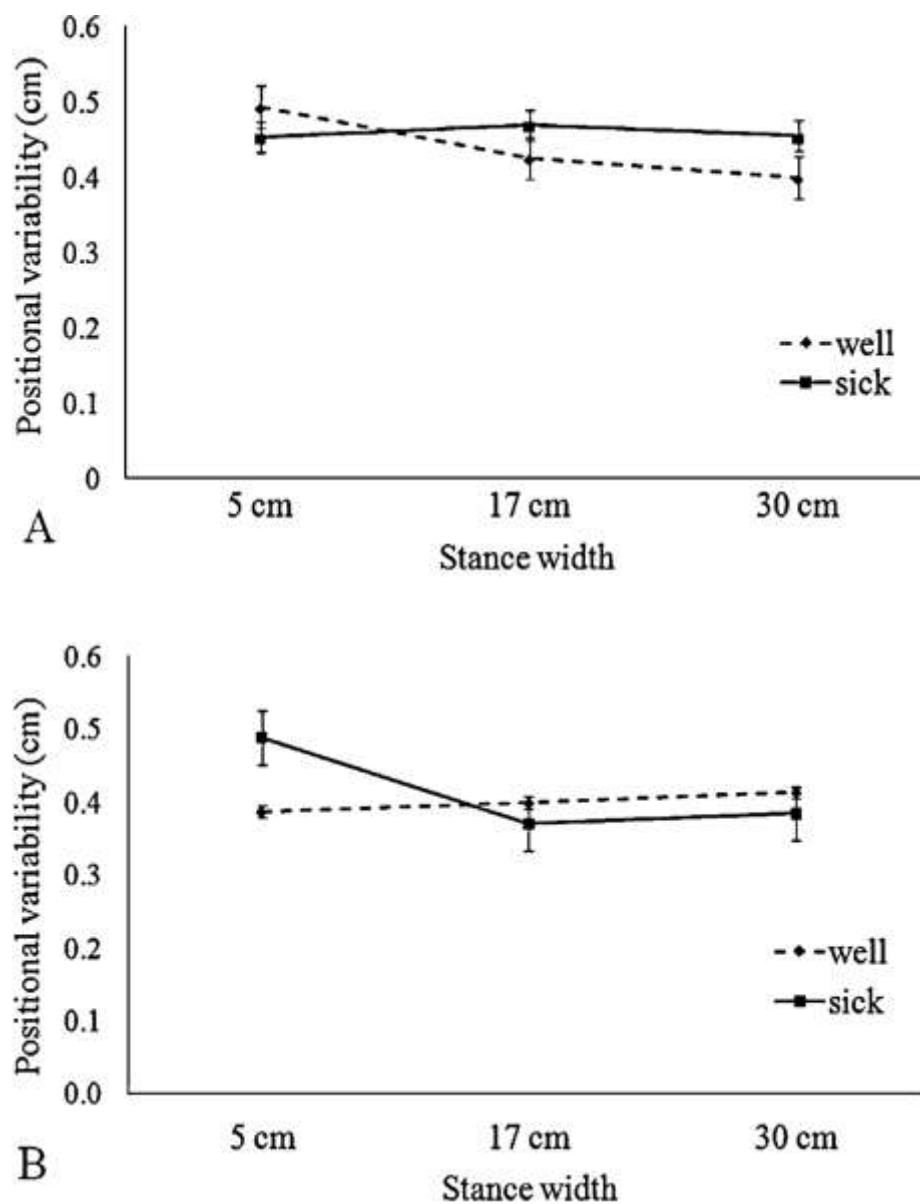 0.6
0.5
0.4
0.3
0.2
0.1
0
Positional variability (cm)
well
sick
5 cm 17 cm 30 cm
Stance width
A
0.6
0.5
0.4
0.3
0.2
0.1
0.0
Positional variability (cm)
well
sick
5 cm 17 cm 30 cm
Stance width
B